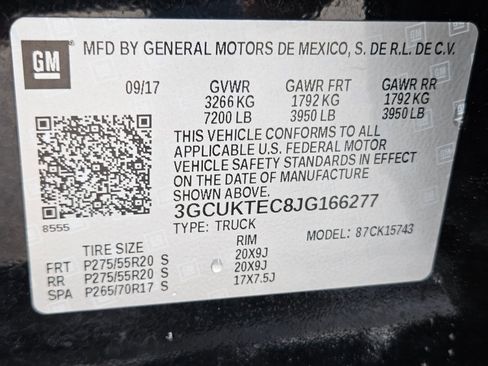 GM
MFD BY GENERAL MOTORS DE MEXICO, S. DE R.L. DE C.V.
09/17 GVWR GAWR FRT GAWR RR
3266 KG 1792 KG 1792 KG
7200 LB 3950 LB 3950 LB
THIS VEHICLE CONFORMS TO ALL
APPLICABLE U.S. FEDERAL MOTOR
VEHICLE SAFETY STANDARDS IN EFFECT
ON THE DATE OF MANUFACTURE
SHOWN ABOVE.
8555 3GCUKTEC8JG166277
TYPE: TRUCK MODEL: 87CK15743
TIRE SIZE RIM
FRT P275/55R20 S 20X9J
RR P275/55R20 S 20X9J
SPA P265/70R17 S 17X7.5J